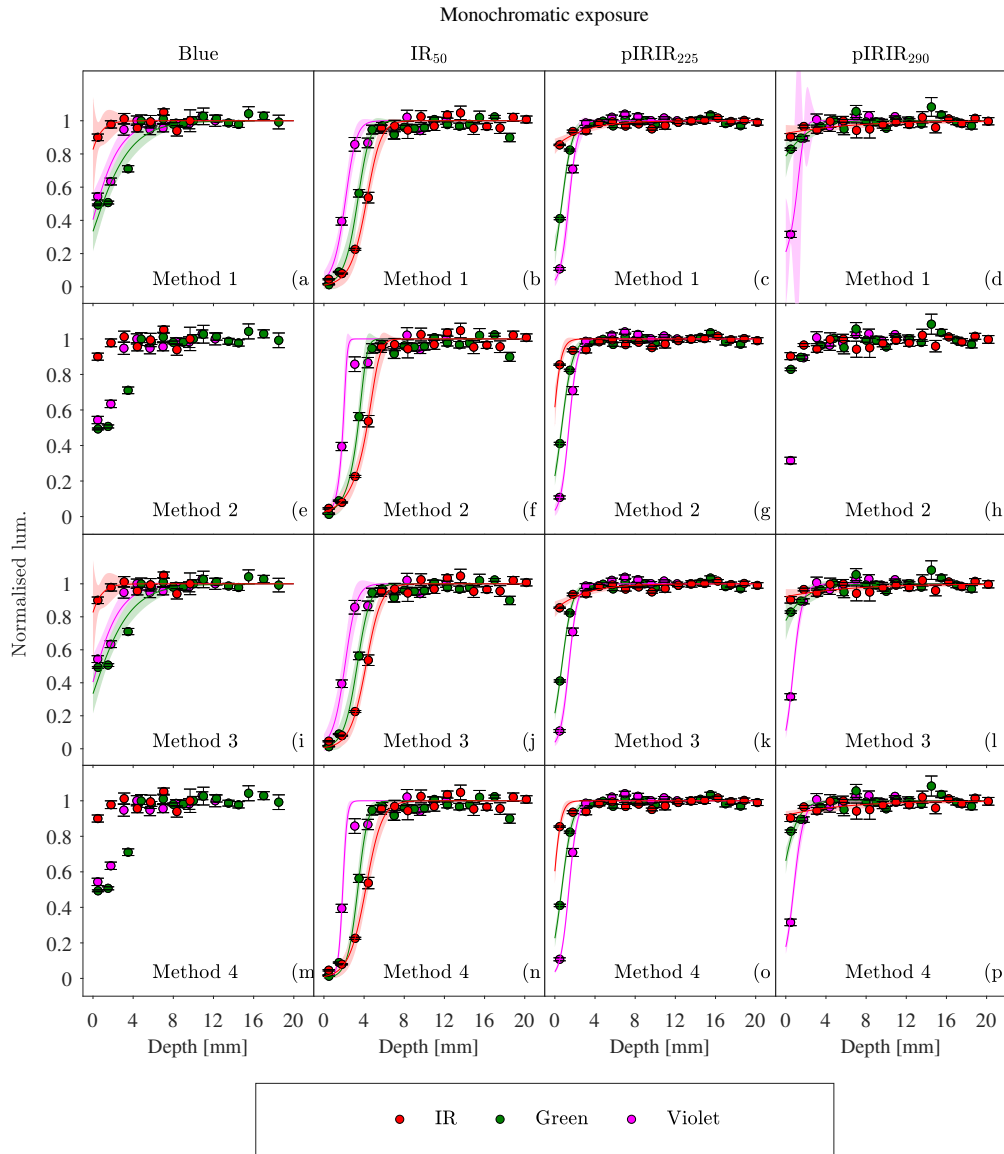 Monochromatic exposure
Blue IR₅₀ pIRIR₂₂₅ pIRIR₂₉₀
1
0.8
0.6
0.4
0.2
0
Method 1 (a Method 1 (b Method 1 (c Method 1 (d
1
0.8
0.6
0.4
0.2
0
Method 2 (e Method 2 (f Method 2 (g Method 2 (h
Normalised lum.
1
0.8
0.6
0.4
0.2
0
Method 3 (i Method 3 (j Method 3 (k Method 3 (l
1
0.8
0.6
0.4
0.2
0
Method 4 (m Method 4 (n Method 4 (o Method 4 (p
0 4 8 12 16 20 0 4 8 12 16 20 0 4 8 12 16 20 0 4 8 12 16 20
Depth [mm] Depth [mm] Depth [mm] Depth [mm]
IR Green Violet